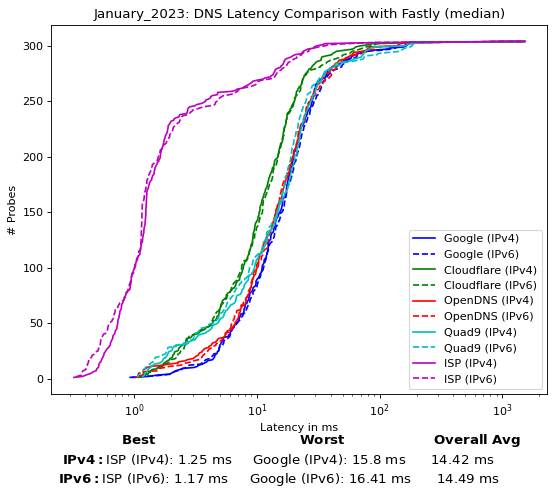 January_2023: DNS Latency Comparison with Fastly (median)
300
250
200
150
100
50
0
# Probes
Google (IPv4)
Google (IPv6)
Cloudflare (IPv4)
Cloudflare (IPv6)
OpenDNS (IPv4)
OpenDNS (IPv6)
Quad9 (IPv4)
Quad9 (IPv6)
ISP (IPv4)
ISP (IPv6)
10⁰ 10¹ 10² 10³
Latency in ms
Best Worst Overall Avg
IPv4: ISP (IPv4): 1.25 ms Google (IPv4): 15.8 ms 14.42 ms
IPv6: ISP (IPv6): 1.17 ms Google (IPv6): 16.41 ms 14.49 ms